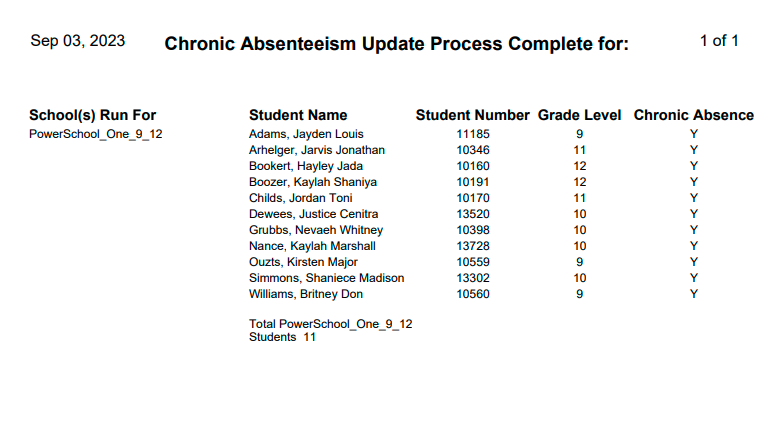 Sep 03, 2023 Chronic Absenteeism Update Process Complete for: 1 of 1
School(s) Run For Student Name Student Number Grade Level Chronic Absence
PowerSchool_One_9_12 Adams, Jayden Louis 11185 9 Y
Arhelger, Jarvis Jonathan 10346 11 Y
Bookert, Hayley Jada 10160 12 Y
Boozer, Kaylah Shaniya 10191 12 Y
Childs, Jordan Toni 10170 11 Y
Dewees, Justice Cenitra 13520 10 Y
Grubbs, Nevaeh Whitney 10398 10 Y
Nance, Kaylah Marshall 13728 10 Y
Ouzts, Kirsten Major 10559 9 Y
Simmons, Shaniece Madison 13302 10 Y
Williams, Britney Don 10560 9 Y
Total PowerSchool_One_9_12
Students 11